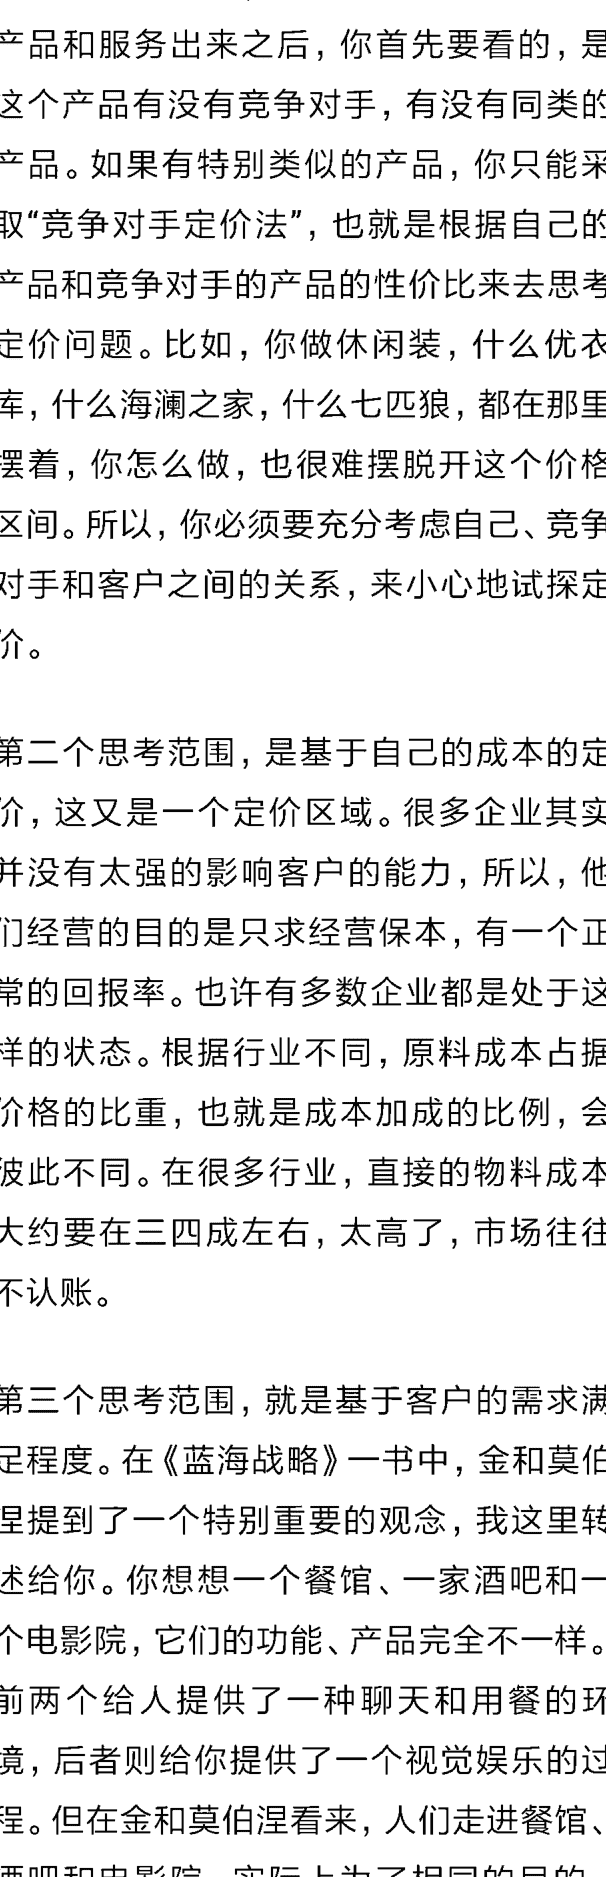 产品和服务出来之后，你首先要看的，是
这个产品有没有竞争对手，有没有同类的
产品。如果有特别类似的产品，你只能采
取“竞争对手定价法”，也就是根据自己的
产品和竞争对手的产品的性价比来去思考
定价问题。比如，你做休闲装，什么优衣
库，什么海澜之家，什么七匹狼，都在那里
摆着，你怎么做，也很难摆脱开这个价格
区间。所以，你必须要充分考虑自己、竞争
对手和客户之间的关系，来小心地试探定
价。
第二个思考范围，是基于自己的成本的定
价，这又是一个定价区域。很多企业其实
并没有太强的影响客户的能力，所以，他
们经营的目的是只求经营保本，有一个正
常的回报率。也许有多数企业都是处于这
样的状态。根据行业不同，原料成本占据
价格的比重，也就是成本加成的比例，会
彼此不同。在很多行业，直接的物料成本
大约要在三四成左右，太高了，市场往往
不认账。
第三个思考范围，就是基于客户的需求满
足程度。在《蓝海战略》一书中，金和莫伯
涅提到了一个特别重要的观念，我这里转
述给你。你想想一个餐馆、一家酒吧和一
个电影院，它们的功能、产品完全不一样。
前两个给人提供了一种聊天和用餐的环
境，后者则给你提供了一个视觉娱乐的过
程。但在金和莫伯涅看来，人们走进餐馆、
酒吧和电影院，实际上为了相同的目的，